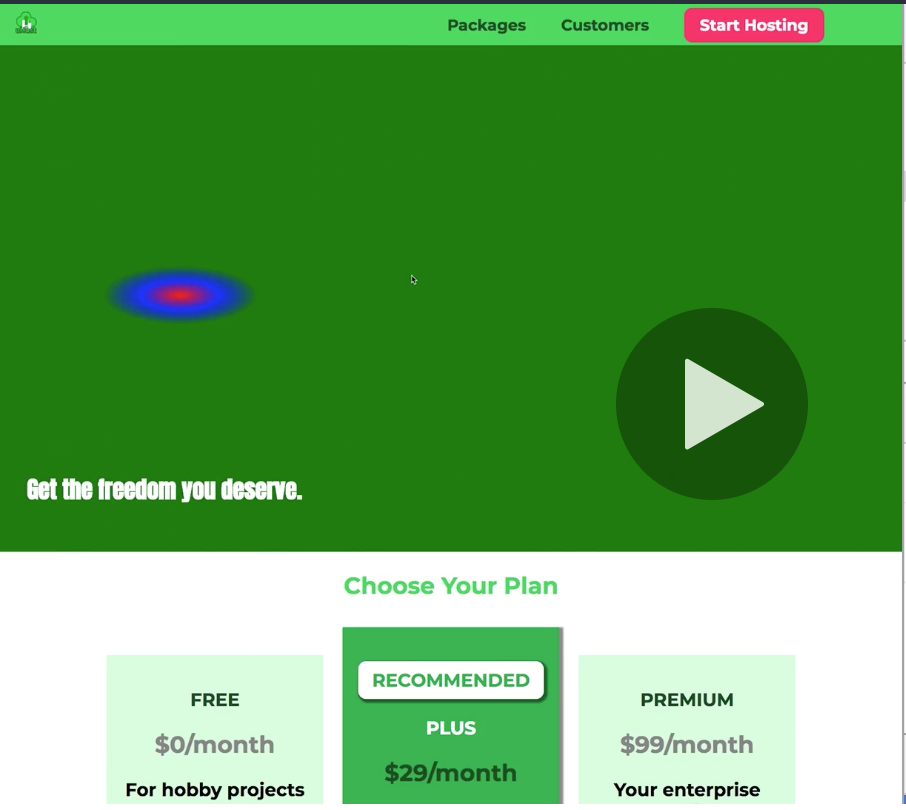 Packages Customers Start Hosting
Get the freedom you deserve.
Choose Your Plan
RECOMMENDED
FREE
PLUS
PREMIUM
$0/month
$29/month
$99/month
For hobby projects
Your enterprise